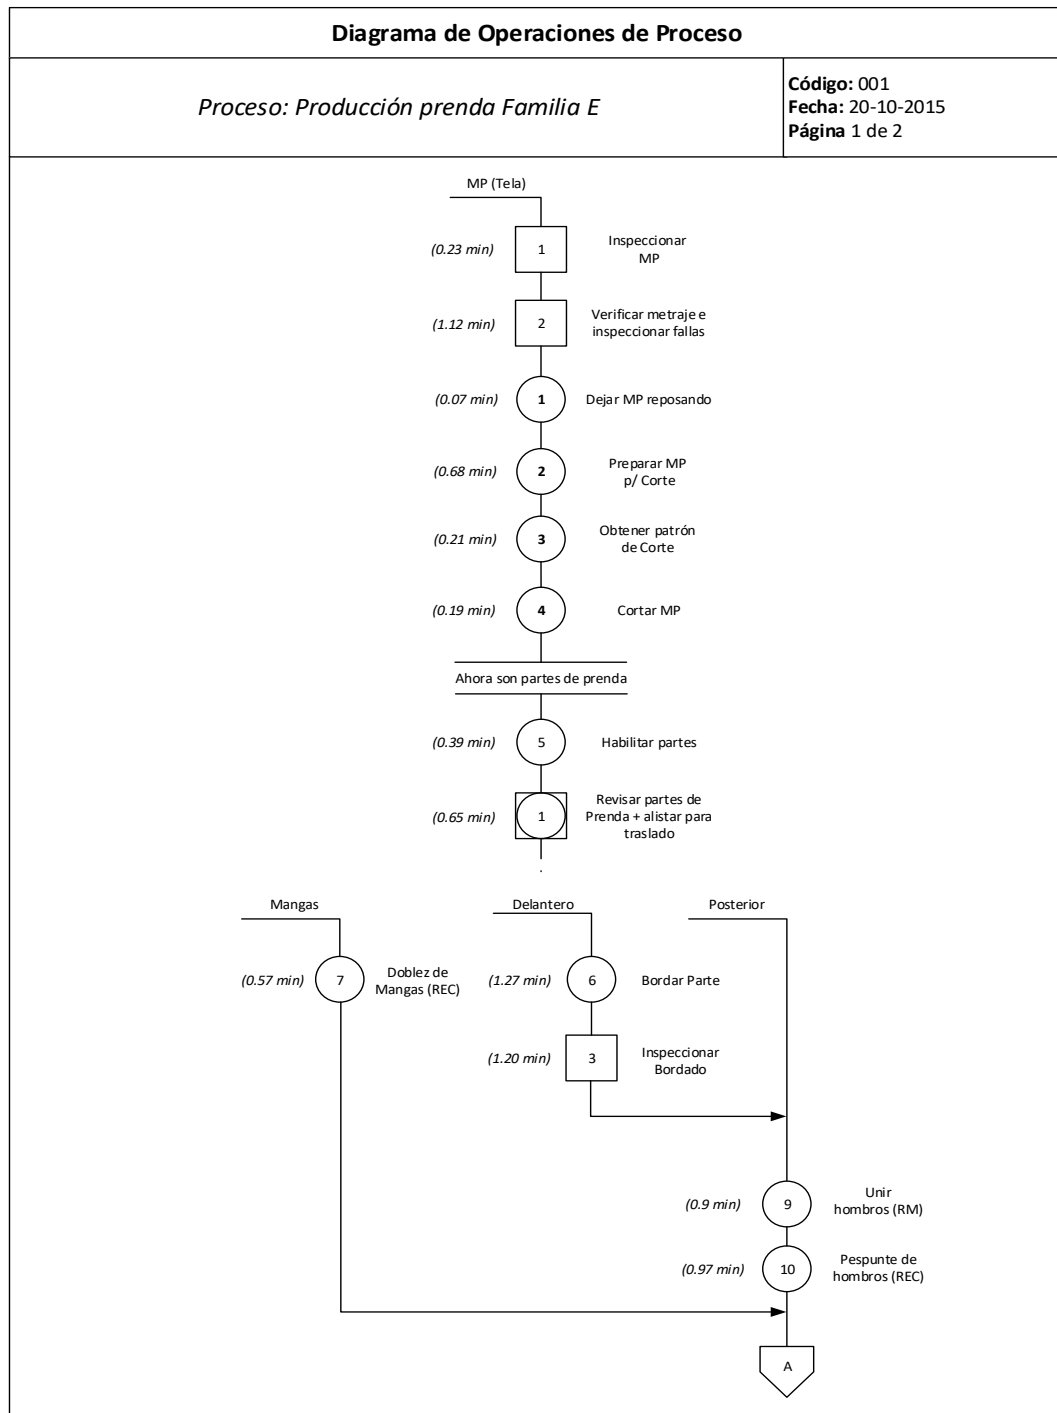 Diagrama de Operaciones de Proceso
Proceso: Producción prenda Familia E
Código: 001
Fecha: 20-10-2015
Página 1 de 2
MP (Tela)
(0.23 min)
1
Inspeccionar
MP
(1.12 min)
2
Verificar metraje e
inspeccionar fallas
(0.07 min)
1
Dejar MP reposando
(0.68 min)
2
Preparar MP
p/ Corte
(0.21 min)
3
Obtener patrón
de Corte
(0.19 min)
4
Cortar MP
Ahora son partes de prenda
(0.39 min)
5
Habilitar partes
(0.65 min)
1
Revisar partes de
Prenda + alistar para
traslado
.
Mangas
Delantero
Posterior
(0.57 min)
7
Doblez de
Mangas (REC)
(1.27 min)
6
Bordar Parte
(1.20 min)
3
Inspeccionar
Bordado
(0.9 min)
9
Unir
hombros (RM)
(0.97 min)
10
Pespunte de
hombros (REC)
A